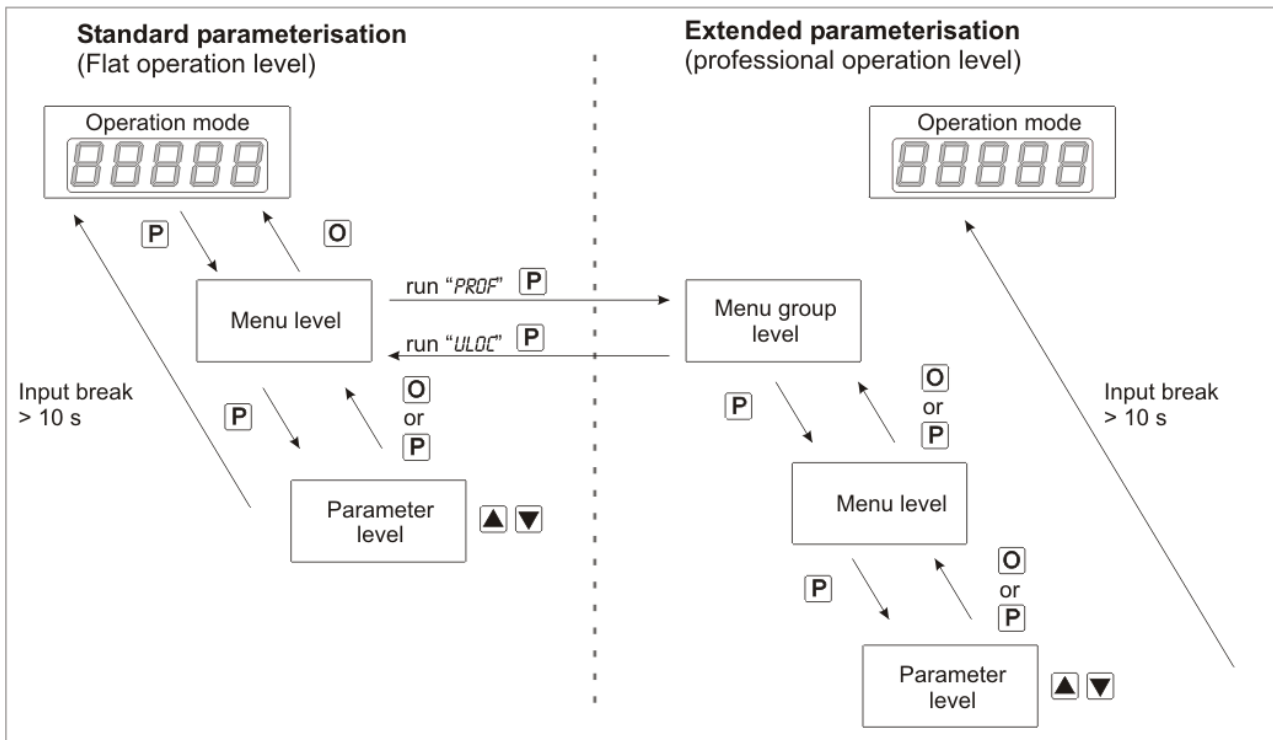 Standard parameterisation
(Flat operation level)
Operation mode
88888
P
O
Menu level
P
O
or
P
Input break
> 10 s
Parameter
level
▲ ▼
run “PROF” P
run “ULOC” P
Extended parameterisation
(professional operation level)
Operation mode
88888
Menu group
level
P
O
or
P
Menu level
P
O
or
P
Input break
> 10 s
Parameter
level
▲ ▼